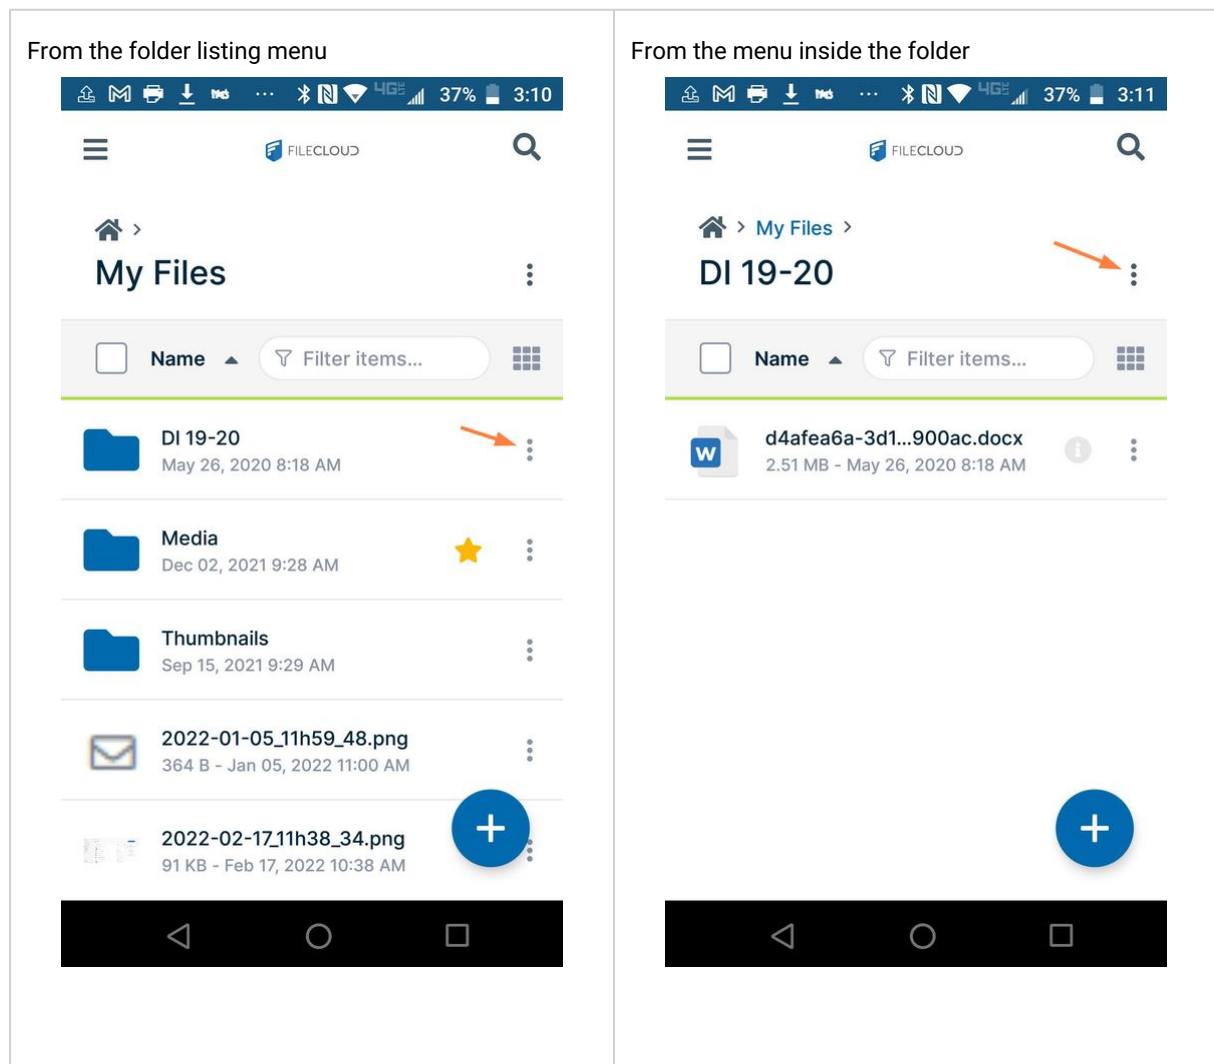 From the folder listing menu
37% 3:10
FILECLOUD
My Files
Name Filter items...
DI 19-20
May 26, 2020 8:18 AM
Media
Dec 02, 2021 9:28 AM
Thumbnails
Sep 15, 2021 9:29 AM
2022-01-05_11h59_48.png
364 B - Jan 05, 2022 11:00 AM
2022-02-17_11h38_34.png
91 KB - Feb 17, 2022 10:38 AM
From the menu inside the folder
37% 3:11
FILECLOUD
> My Files >
DI 19-20
Name Filter items...
W
d4afea6a-3d1...900ac.docx
2.51 MB - May 26, 2020 8:18 AM